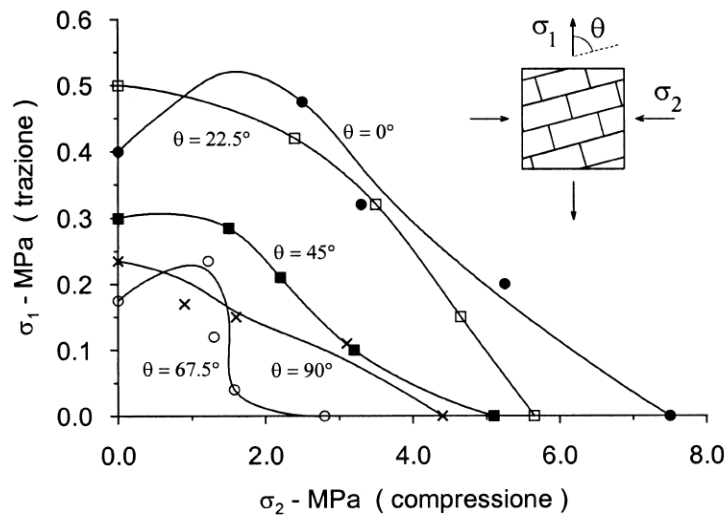 σ₁ - MPa ( trazione )
0.6
0.5
0.4
0.3
0.2
0.1
0.0
0.0 2.0 4.0 6.0 8.0
σ₂ - MPa ( compressione )
θ = 22.5°
θ = 0°
θ = 45°
θ = 67.5°
θ = 90°
σ₁
θ
σ₂